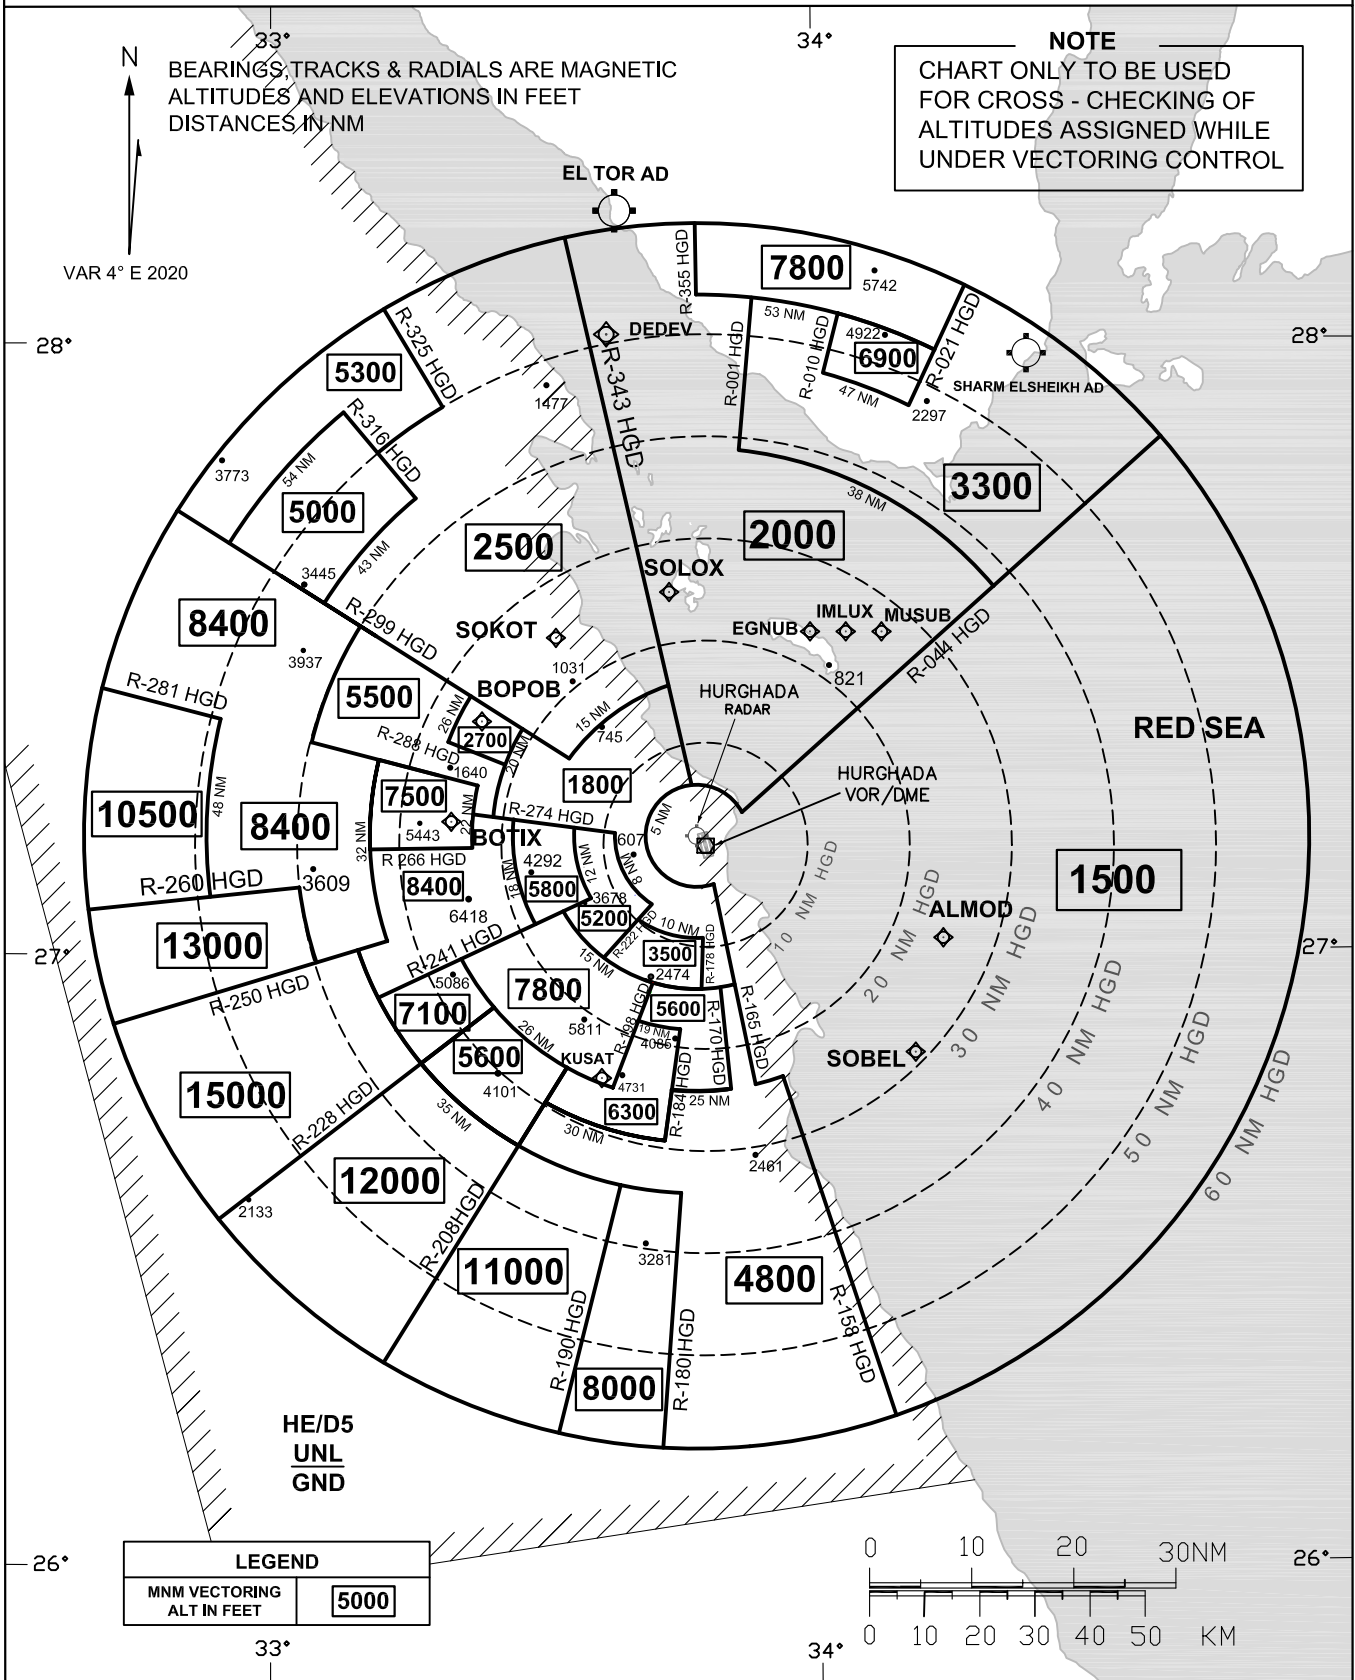 33°
34°
N
BEARINGS,TRACKS & RADIALS ARE MAGNETIC
ALTITUDES AND ELEVATIONS IN FEET
DISTANCES IN NM
VAR 4° E 2020
NOTE
CHART ONLY TO BE USED
FOR CROSS - CHECKING OF
ALTITUDES ASSIGNED WHILE
UNDER VECTORING CONTROL
EL TOR AD
R-355 HGD
7800
5742
28°
28°
R-325 HGD
5300
DEDEV
R-343 HGD
1477
R-001 HGD
53 NM
R-010 HGD
4922
6900
47 NM
R-021 HGD
2297
SHARM ELSHEIKH AD
R-316 HGD
3773
54 NM
5000
43 NM
3445
2500
2000
38 NM
3300
SOLOX
8400
3937
R-299 HGD
SOKOT
1031
EGNUB
IMLUX
MUSUB
821
R-044 HGD
R-281 HGD
5500
BOPOB
26 NM
2700
20 NM
15 NM
745
HURGHADA
RADAR
RED SEA
R-288 HGD
1640
1800
HURGHADA
VOR/DME
10500
48 NM
8400
7500
5443
22 NM
32 NM
BOTIX
R-274 HGD
5 NM
607
R 266 HGD
4292
18 NM
12 NM
8 NM
1500
R-260 HGD
3609
8400
6418
5800
3678
5200
R-222 HGD
10 NM
ALMOD
10 NM HGD
20 NM HGD
30 NM HGD
40 NM HGD
50 NM HGD
60 NM HGD
27°
27°
13000
R-250 HGD
R-241 HGD
5086
15 NM
3500
2474
R-178 HGD
7800
5811
7100
26 NM
R-198 HGD
5600
19 NM
4085
R-170 HGD
R-165 HGD
SOBEL
5600
4101
KUSAT
4731
6300
R-184 HGD
25 NM
15000
R-228 HGD
35 NM
30 NM
2461
12000
2133
R-208HGD
11000
3281
4800
R-158 HGD
R-190 HGD
8000
R-180 HGD
HE/D5
UNL
GND
26°
26°
LEGEND
MNM VECTORING
ALT IN FEET
5000
0 10 20 30NM
0 10 20 30 40 50 KM
33°
34°